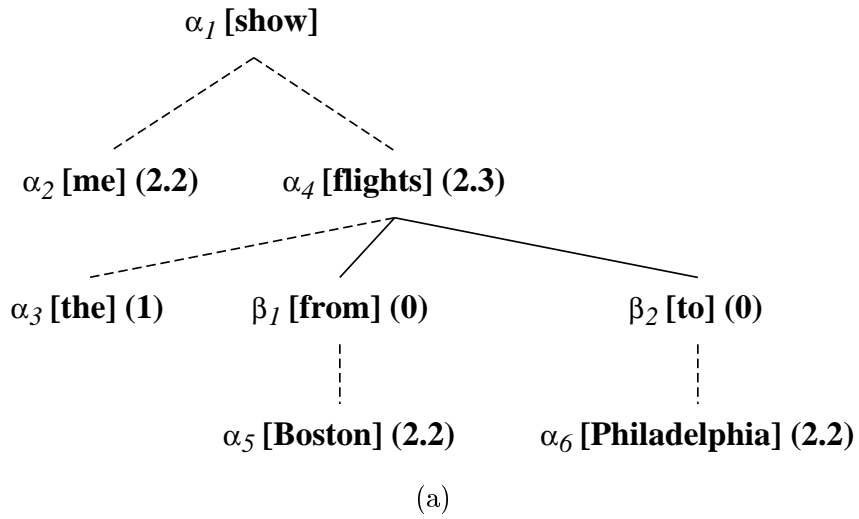 α1 [show]
α2 [me] (2.2) α4 [flights] (2.3)
α3 [the] (1) β1 [from] (0) β2 [to] (0)
α5 [Boston] (2.2) α6 [Philadelphia] (2.2)
(a)